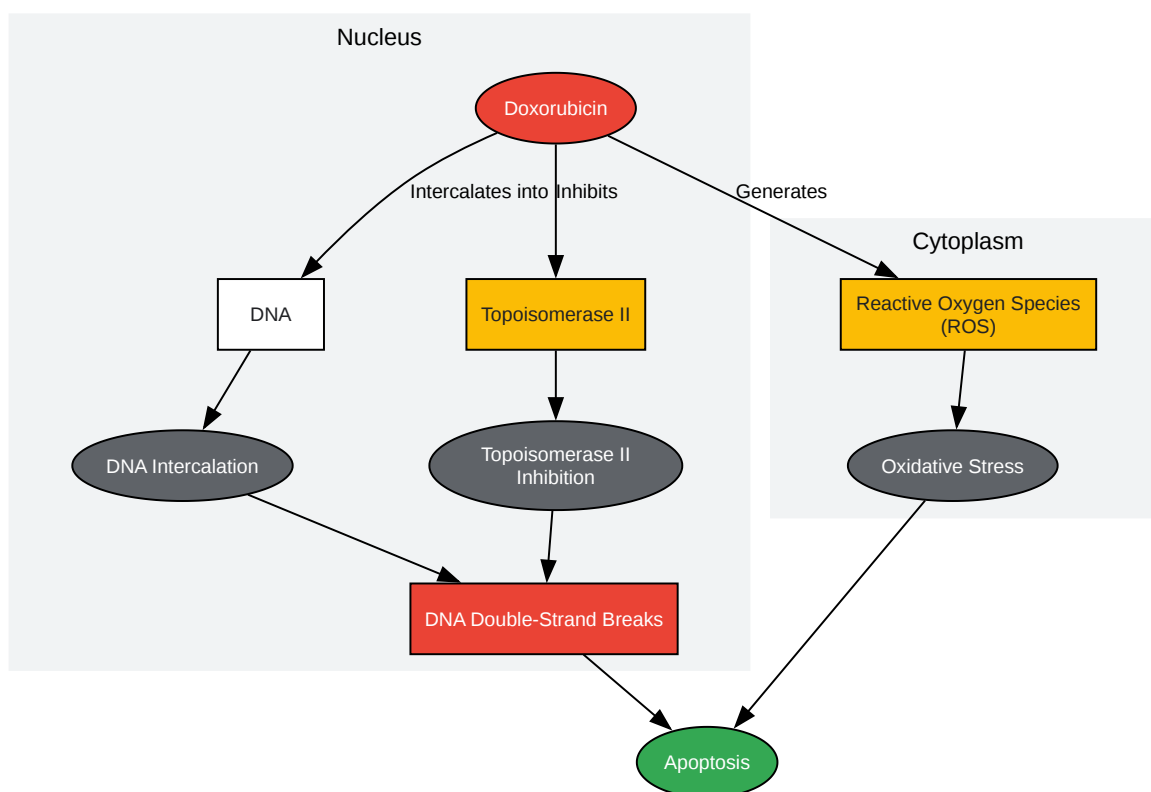 Nucleus
Doxorubicin
Intercalates into
Inhibits
Generates
Cytoplasm
DNA
Topoisomerase II
Reactive Oxygen Species
(ROS)
DNA Intercalation
Topoisomerase II
Inhibition
Oxidative Stress
DNA Double-Strand Breaks
Apoptosis